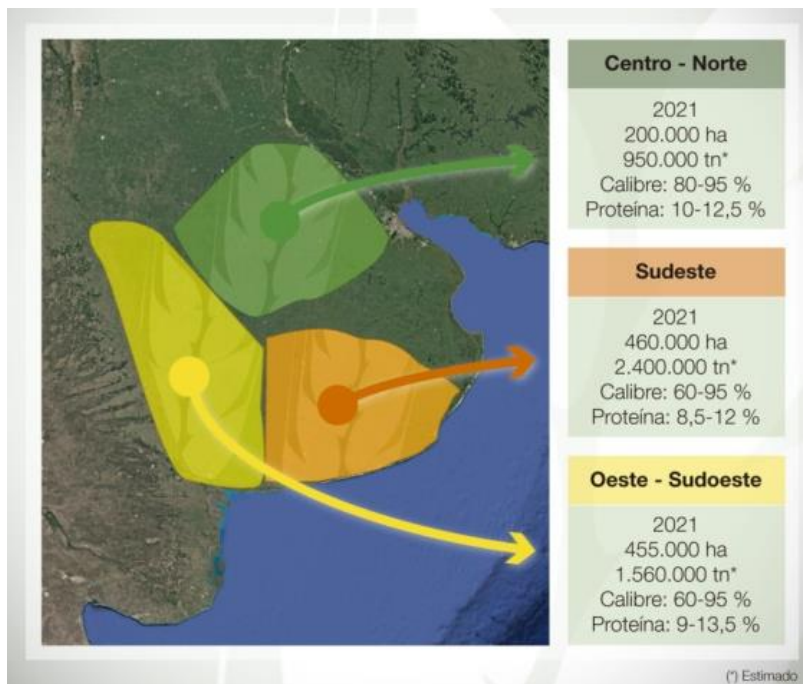 Centro - Norte
2021
200.000 ha
950.000 tn*
Calibre: 80-95 %
Proteína: 10-12,5 %
Sudeste
2021
460.000 ha
2.400.000 tn*
Calibre: 60-95 %
Proteína: 8,5-12 %
Oeste - Sudoeste
2021
455.000 ha
1.560.000 tn*
Calibre: 60-95 %
Proteína: 9-13,5 %
(*) Estimado